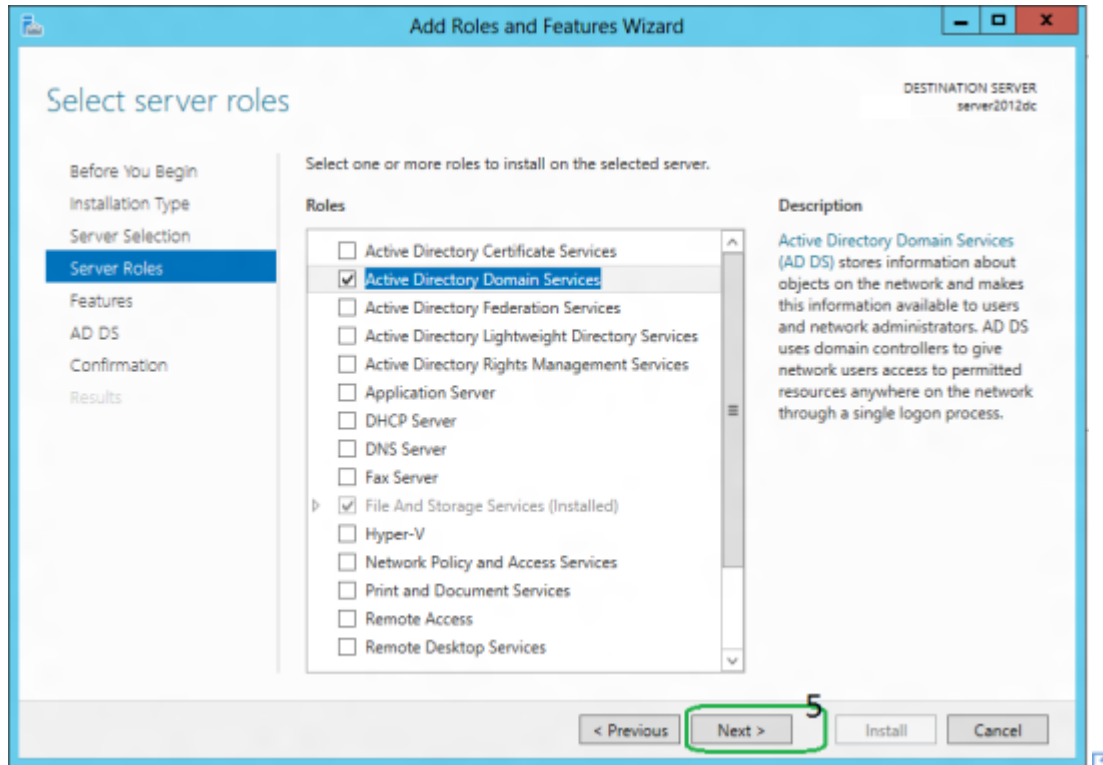 Add Roles and Features Wizard
Select server roles
DESTINATION SERVER
server2012dc
Before You Begin
Installation Type
Server Selection
Server Roles
Features
AD DS
Confirmation
Results
Select one or more roles to install on the selected server.
Roles
Active Directory Certificate Services
Active Directory Domain Services
Active Directory Federation Services
Active Directory Lightweight Directory Services
Active Directory Rights Management Services
Application Server
DHCP Server
DNS Server
Fax Server
File And Storage Services (Installed)
Hyper-V
Network Policy and Access Services
Print and Document Services
Remote Access
Remote Desktop Services
Description
Active Directory Domain Services
(AD DS) stores information about
objects on the network and makes
this information available to users
and network administrators. AD DS
uses domain controllers to give
network users access to permitted
resources anywhere on the network
through a single logon process.
5
< Previous Next > Install Cancel